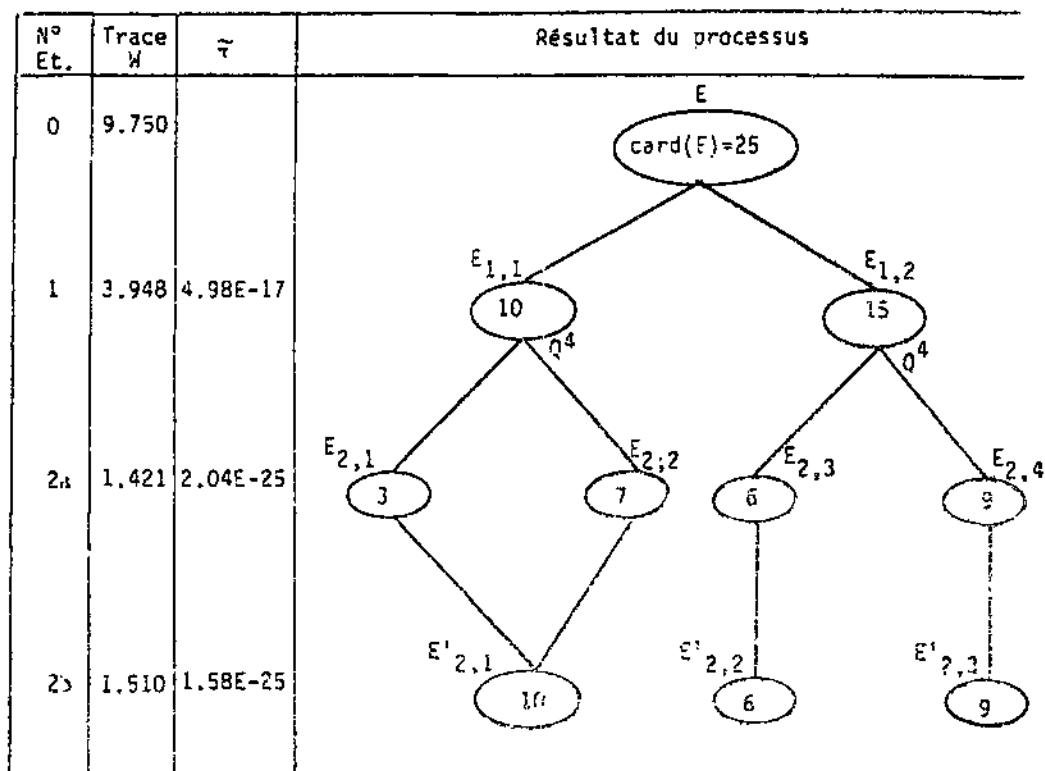 N° Et. Trace W τ̃ Résultat du processus
E
0 9.750 card(E)=25
E1,1 E1,2
1 3.948 4.98E-17 10 15
Q4 Q4
E2,1 E2;2 E2,3 E2,4
2a 1.421 2.04E-25 3 7 6 9
E'2,1 E'2,2 E'2,3
2b 1.510 1.58E-25 10 6 9